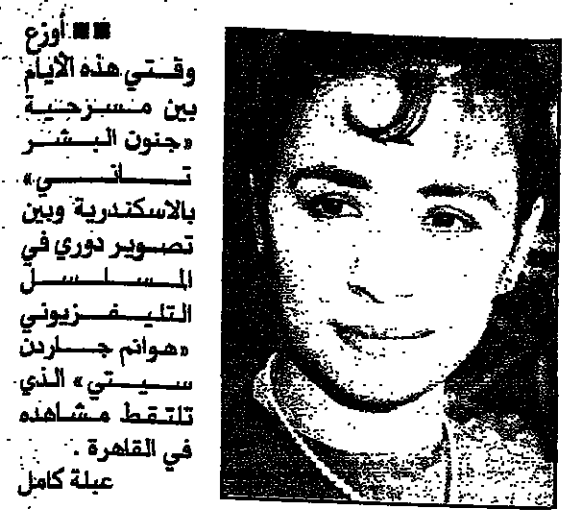 ■■ أوزع
وقتي هذه الأيام
بين مسرحية
«جنون البشر
تاني»
بالاسكندرية وبين
تصوير دوري في
المسلسل
التليفزيوني
«هوانم جاردن
سيتي» الذي
تلتقط مشاهده
في القاهرة .
عبلة كامل